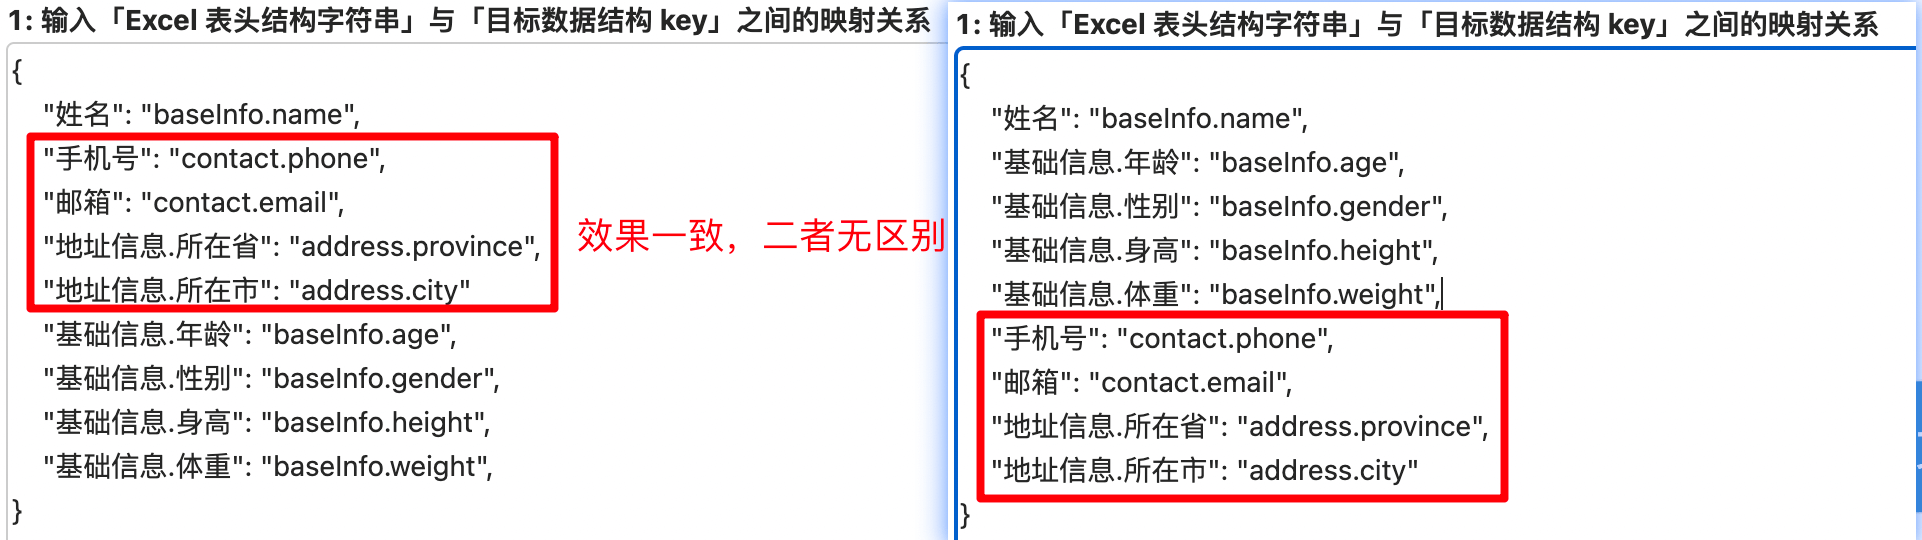 1: 输入「Excel 表头结构字符串」与「目标数据结构 key」之间的映射关系
{
"姓名": "baseInfo.name",
"手机号": "contact.phone",
"邮箱": "contact.email",
"地址信息.所在省": "address.province",
"地址信息.所在市": "address.city"
"基础信息.年龄": "baseInfo.age",
"基础信息.性别": "baseInfo.gender",
"基础信息.身高": "baseInfo.height",
"基础信息.体重": "baseInfo.weight",
}
效果一致，二者无区别
1: 输入「Excel 表头结构字符串」与「目标数据结构 key」之间的映射关系
{
"姓名": "baseInfo.name",
"基础信息.年龄": "baseInfo.age",
"基础信息.性别": "baseInfo.gender",
"基础信息.身高": "baseInfo.height",
"基础信息.体重": "baseInfo.weight",
"手机号": "contact.phone",
"邮箱": "contact.email",
"地址信息.所在省": "address.province",
"地址信息.所在市": "address.city"
}